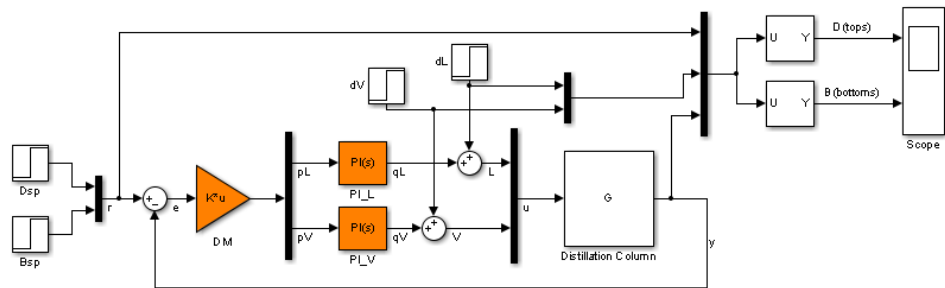 D (tops)
U Y
dL
dV
B (bottoms)
U Y
Scope
Dsp
Bsp
r
e
K*u
DM
pL
PI(s)
PI_L
qL
L
pV
PI(s)
PI_V
qV
V
u
G
Distillation Column
y